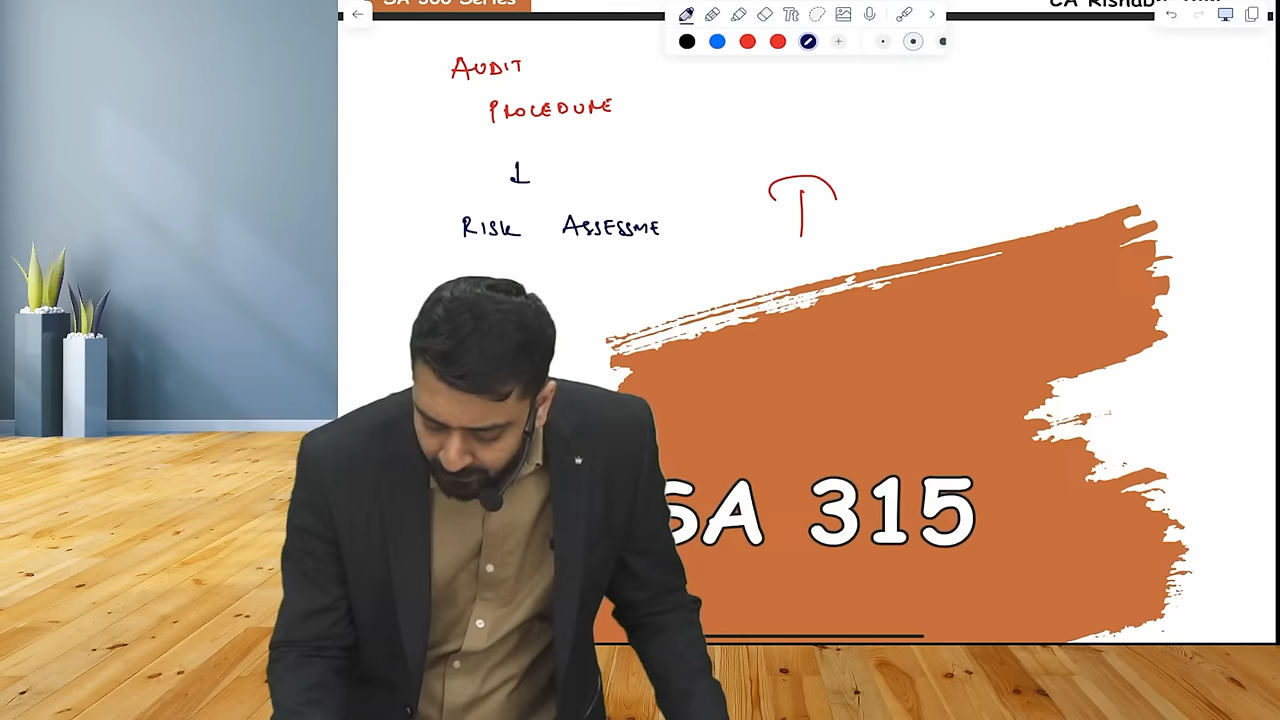 SA 300 Series
AUDIT
PROCEDURE
RISK ASSESSME
SA 315